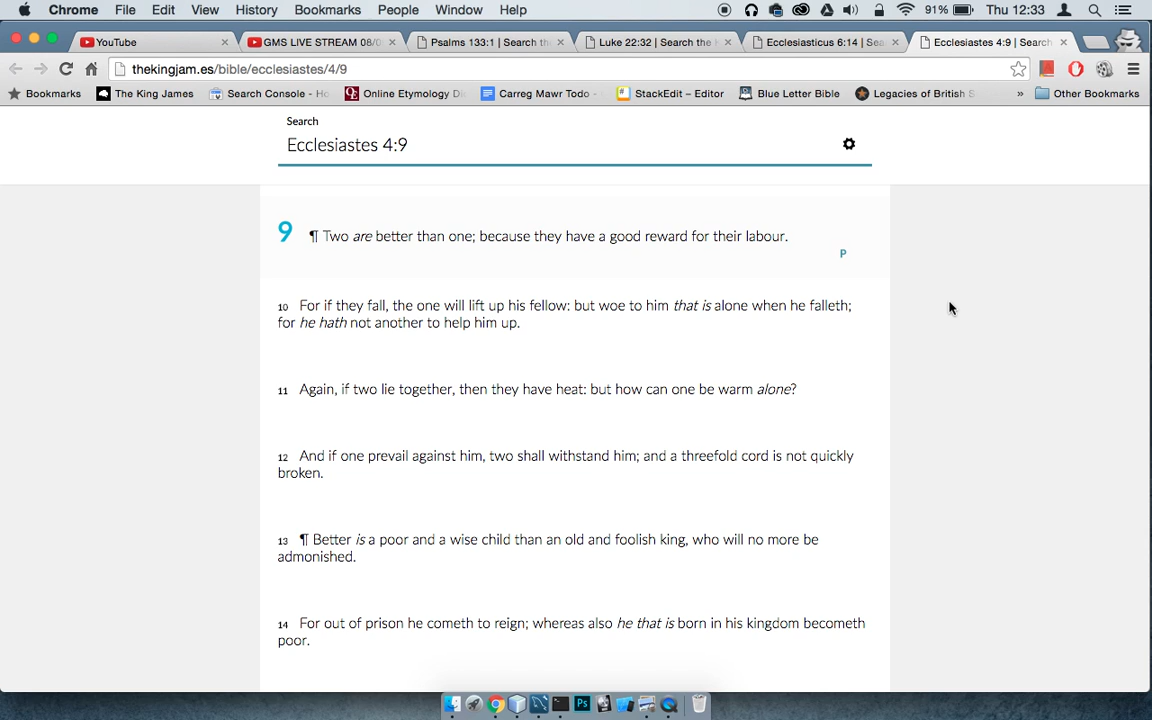 Chrome File Edit View History Bookmarks People Window Help 91% Thu 12:33
YouTube × GMS LIVE STREAM 08/0 × Psalms 133:1 | Search the × Luke 22:32 | Search the × Ecclesiasticus 6:14 | Sea × Ecclesiastes 4:9 | Search ×
thekingjam.es/bible/ecclesiastes/4/9
Bookmarks The King James Search Console - Ho Online Etymology Di Carreg Mawr Todo - StackEdit – Editor Blue Letter Bible Legacies of British S » Other Bookmarks
Search
Ecclesiastes 4:9
9 ¶ Two are better than one; because they have a good reward for their labour.
P
10 For if they fall, the one will lift up his fellow: but woe to him that is alone when he falleth;
for he hath not another to help him up.
11 Again, if two lie together, then they have heat: but how can one be warm alone?
12 And if one prevail against him, two shall withstand him; and a threefold cord is not quickly
broken.
13 ¶ Better is a poor and a wise child than an old and foolish king, who will no more be
admonished.
14 For out of prison he cometh to reign; whereas also he that is born in his kingdom becometh
poor.
Ps